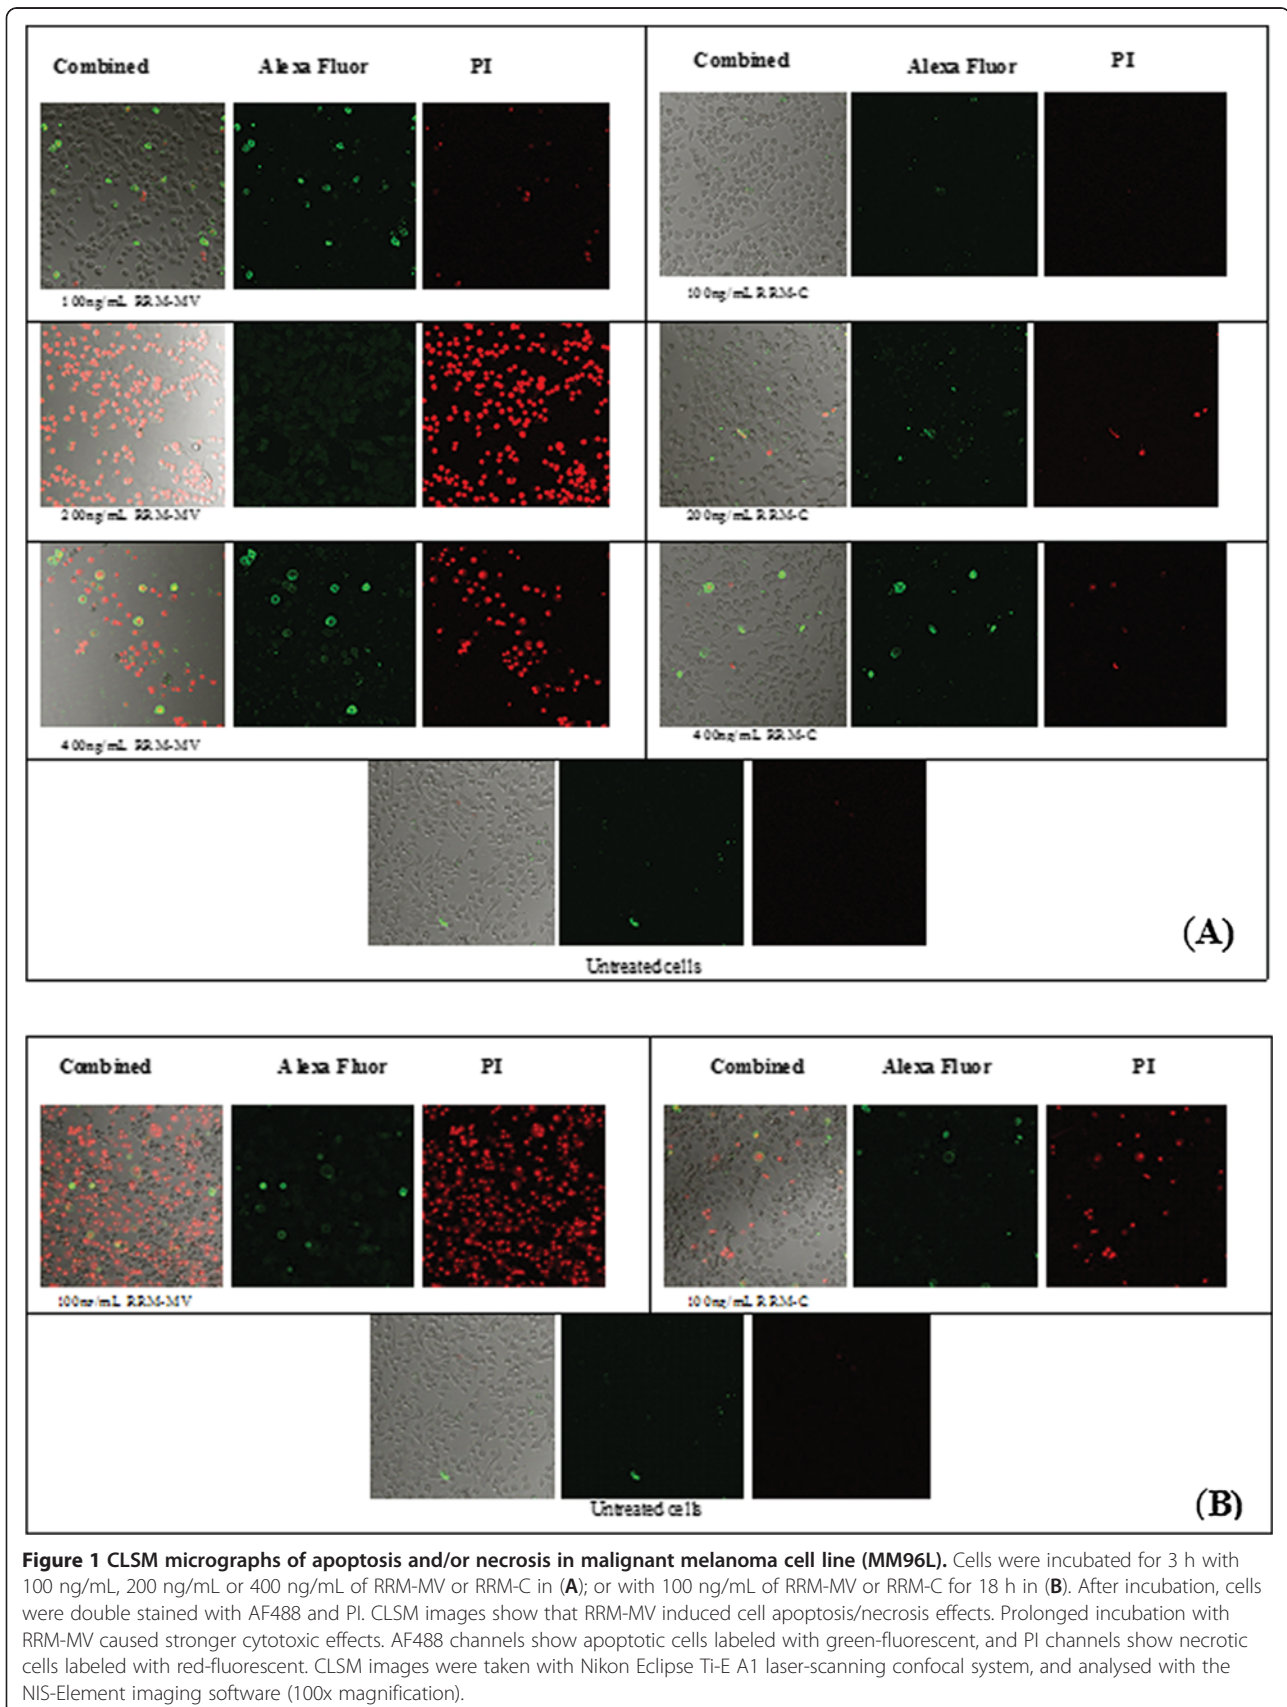 Combined Alexa Fluor PI
Combined Alexa Fluor PI
100ng/mL RRM-MV
100ng/mL RRM-C
200ng/mL RRM-MV
200ng/mL RRM-C
400ng/mL RRM-MV
400ng/mL RRM-C
(A)
Untreated cells
Combined Alexa Fluor PI
Combined Alexa Fluor PI
100ng/mL RRM-MV
100ng/mL RRM-C
(B)
Untreated cells
Figure 1 CLSM micrographs of apoptosis and/or necrosis in malignant melanoma cell line (MM96L). Cells were incubated for 3 h with
100 ng/mL, 200 ng/mL or 400 ng/mL of RRM-MV or RRM-C in (A); or with 100 ng/mL of RRM-MV or RRM-C for 18 h in (B). After incubation, cells
were double stained with AF488 and PI. CLSM images show that RRM-MV induced cell apoptosis/necrosis effects. Prolonged incubation with
RRM-MV caused stronger cytotoxic effects. AF488 channels show apoptotic cells labeled with green-fluorescent, and PI channels show necrotic
cells labeled with red-fluorescent. CLSM images were taken with Nikon Eclipse Ti-E A1 laser-scanning confocal system, and analysed with the
NIS-Element imaging software (100x magnification).